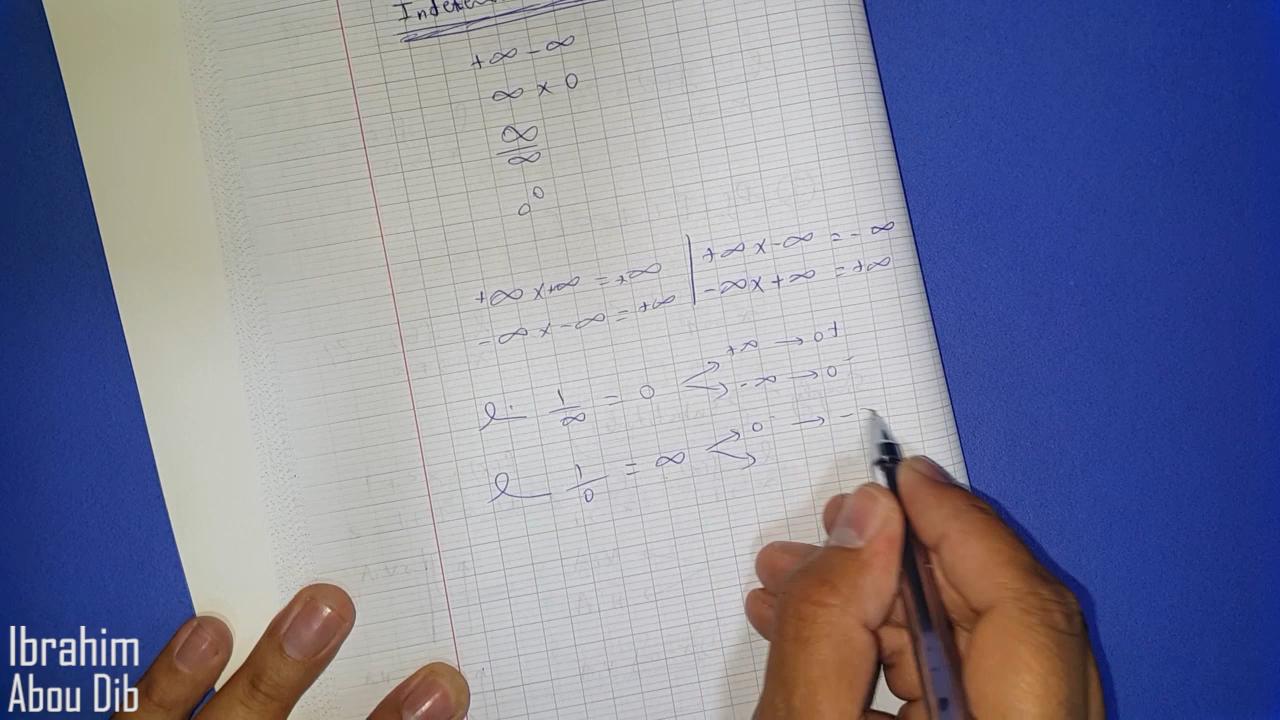 +∞ - ∞
∞ × 0
∞/∞
0⁰
+∞ × +∞ = +∞ | +∞ × -∞ = -∞
-∞ × -∞ = +∞ | -∞ × +∞ = +∞
1/∞ = 0
+∞ → 0+
-∞ → 0-
1/0 = ∞
0- → -
Ibrahim
Abou Dib